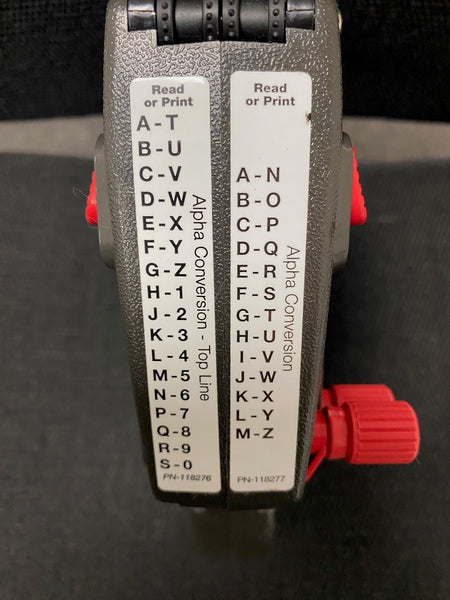 Read
or Print
A-T
B-U
C-V
D-W
E-X
F-Y
G-Z
H-1
J-2
K-3
L-4
M-5
N-6
P-7
Q-8
R-9
S-0
Alpha Conversion - Top Line
PN-118276
Read
or Print
A-N
B-O
C-P
D-Q
E-R
F-S
G-T
H-U
I-V
J-W
K-X
L-Y
M-Z
Alpha Conversion
PN-118277